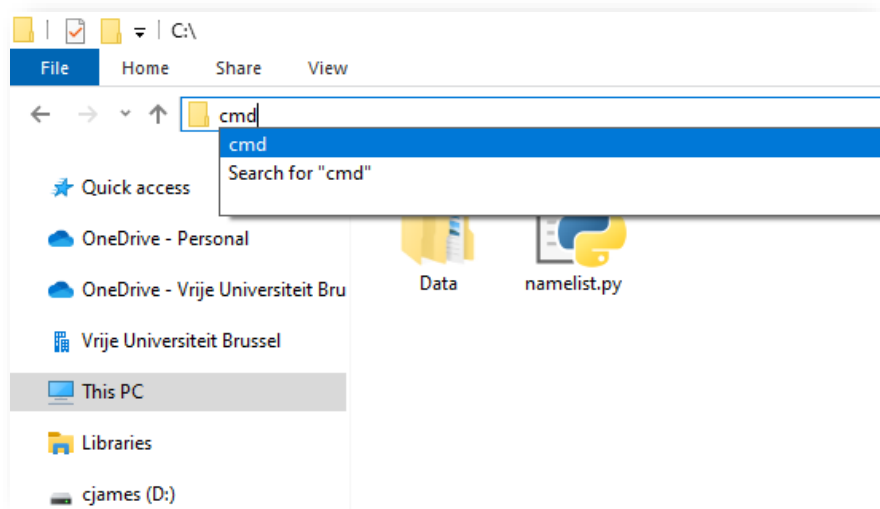 C:\
File Home Share View
cmd
cmd
Search for "cmd"
Quick access
OneDrive - Personal
OneDrive - Vrije Universiteit Bru
Vrije Universiteit Brussel
This PC
Libraries
cjames (D:)
Data namelist.py